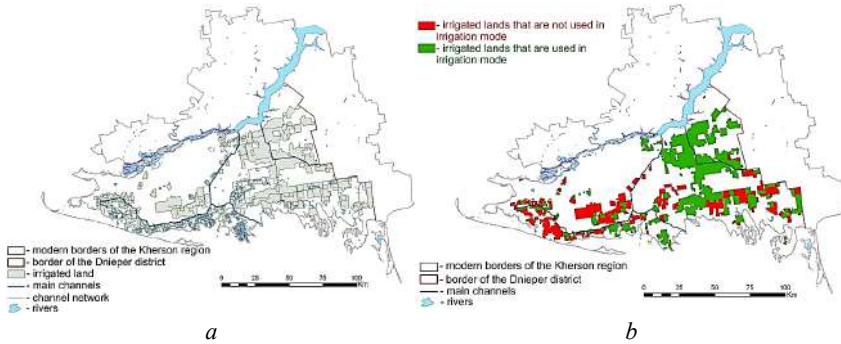 - irrigated lands that are not used in
irrigation mode
- irrigated lands that are used in
irrigation mode
- modern borders of the Kherson region
- border of the Dnieper district
- irrigated land
- main channels
- channel network
- rivers
0 25 50 75 100
Km
a
- modern borders of the Kherson region
- border of the Dnieper district
- main channels
- rivers
0 25 50 75 100
Km
b